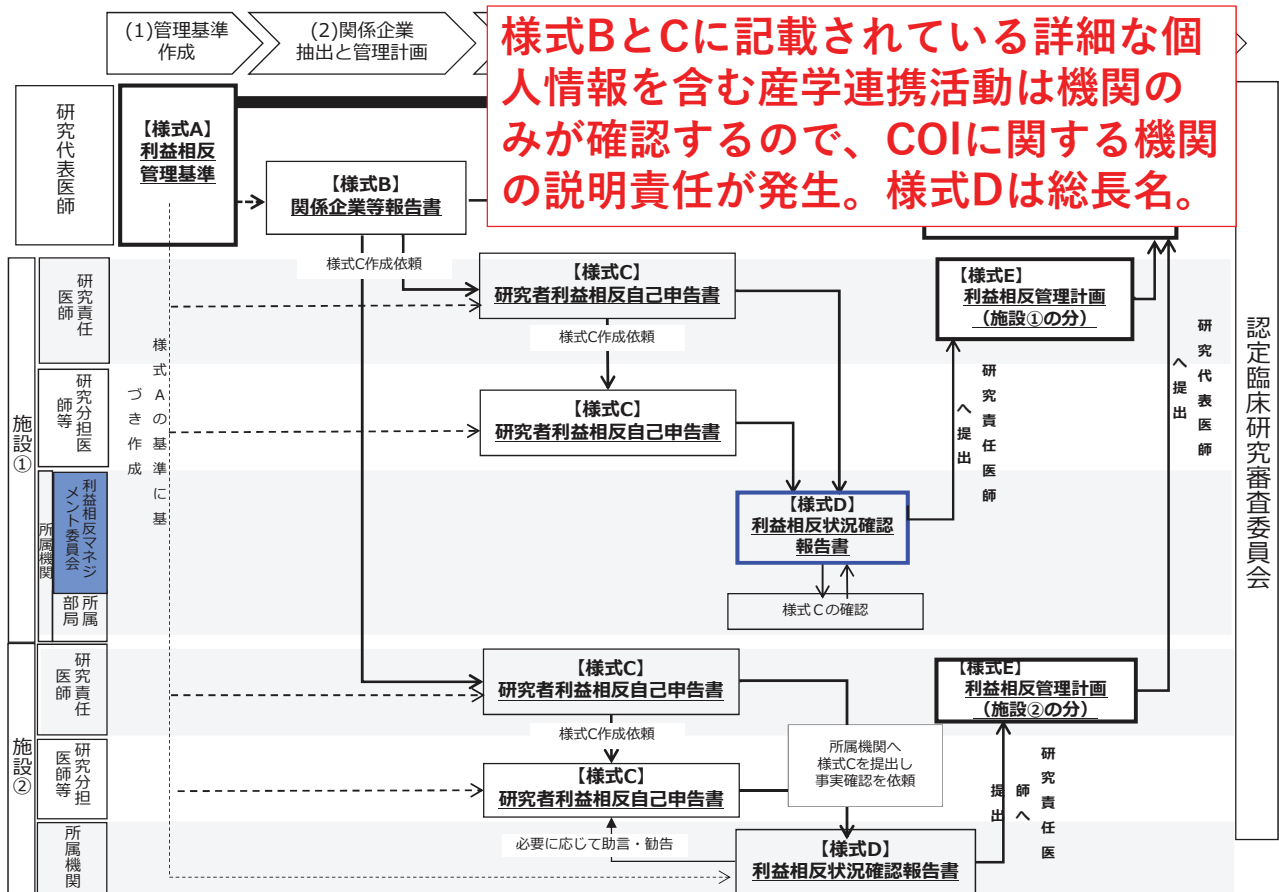 (1)管理基準
作成
(2)関係企業
抽出と管理計画
様式BとCに記載されている詳細な個
人情報を含む産学連携活動は機関の
みが確認するので、COIに関する機関
の説明責任が発生。様式Dは総長名。
研究代表医師
【様式A】
利益相反
管理基準
【様式B】
関係企業等報告書
様式C作成依頼
施設①
研究責任
医師
【様式C】
研究者利益相反自己申告書
【様式E】
利益相反管理計画
（施設①の分）
様式C作成依頼
様式Aの基準に基
づき作成
研究分担医
師等
【様式C】
研究者利益相反自己申告書
研究責任医師
へ提出
研究代表医師
へ提出
認定臨床研究審査委員会
所属機関
利益相反マネジ
メント委員会
【様式D】
利益相反状況確認
報告書
所属
部局
様式Cの確認
施設②
研究責任
医師
【様式C】
研究者利益相反自己申告書
【様式E】
利益相反管理計画
（施設②の分）
様式C作成依頼
所属機関へ
様式Cを提出し
事実確認を依頼
研究分担
医師等
【様式C】
研究者利益相反自己申告書
研究責任医
師へ
提出
必要に応じて助言・勧告
所属機関
【様式D】
利益相反状況確認報告書